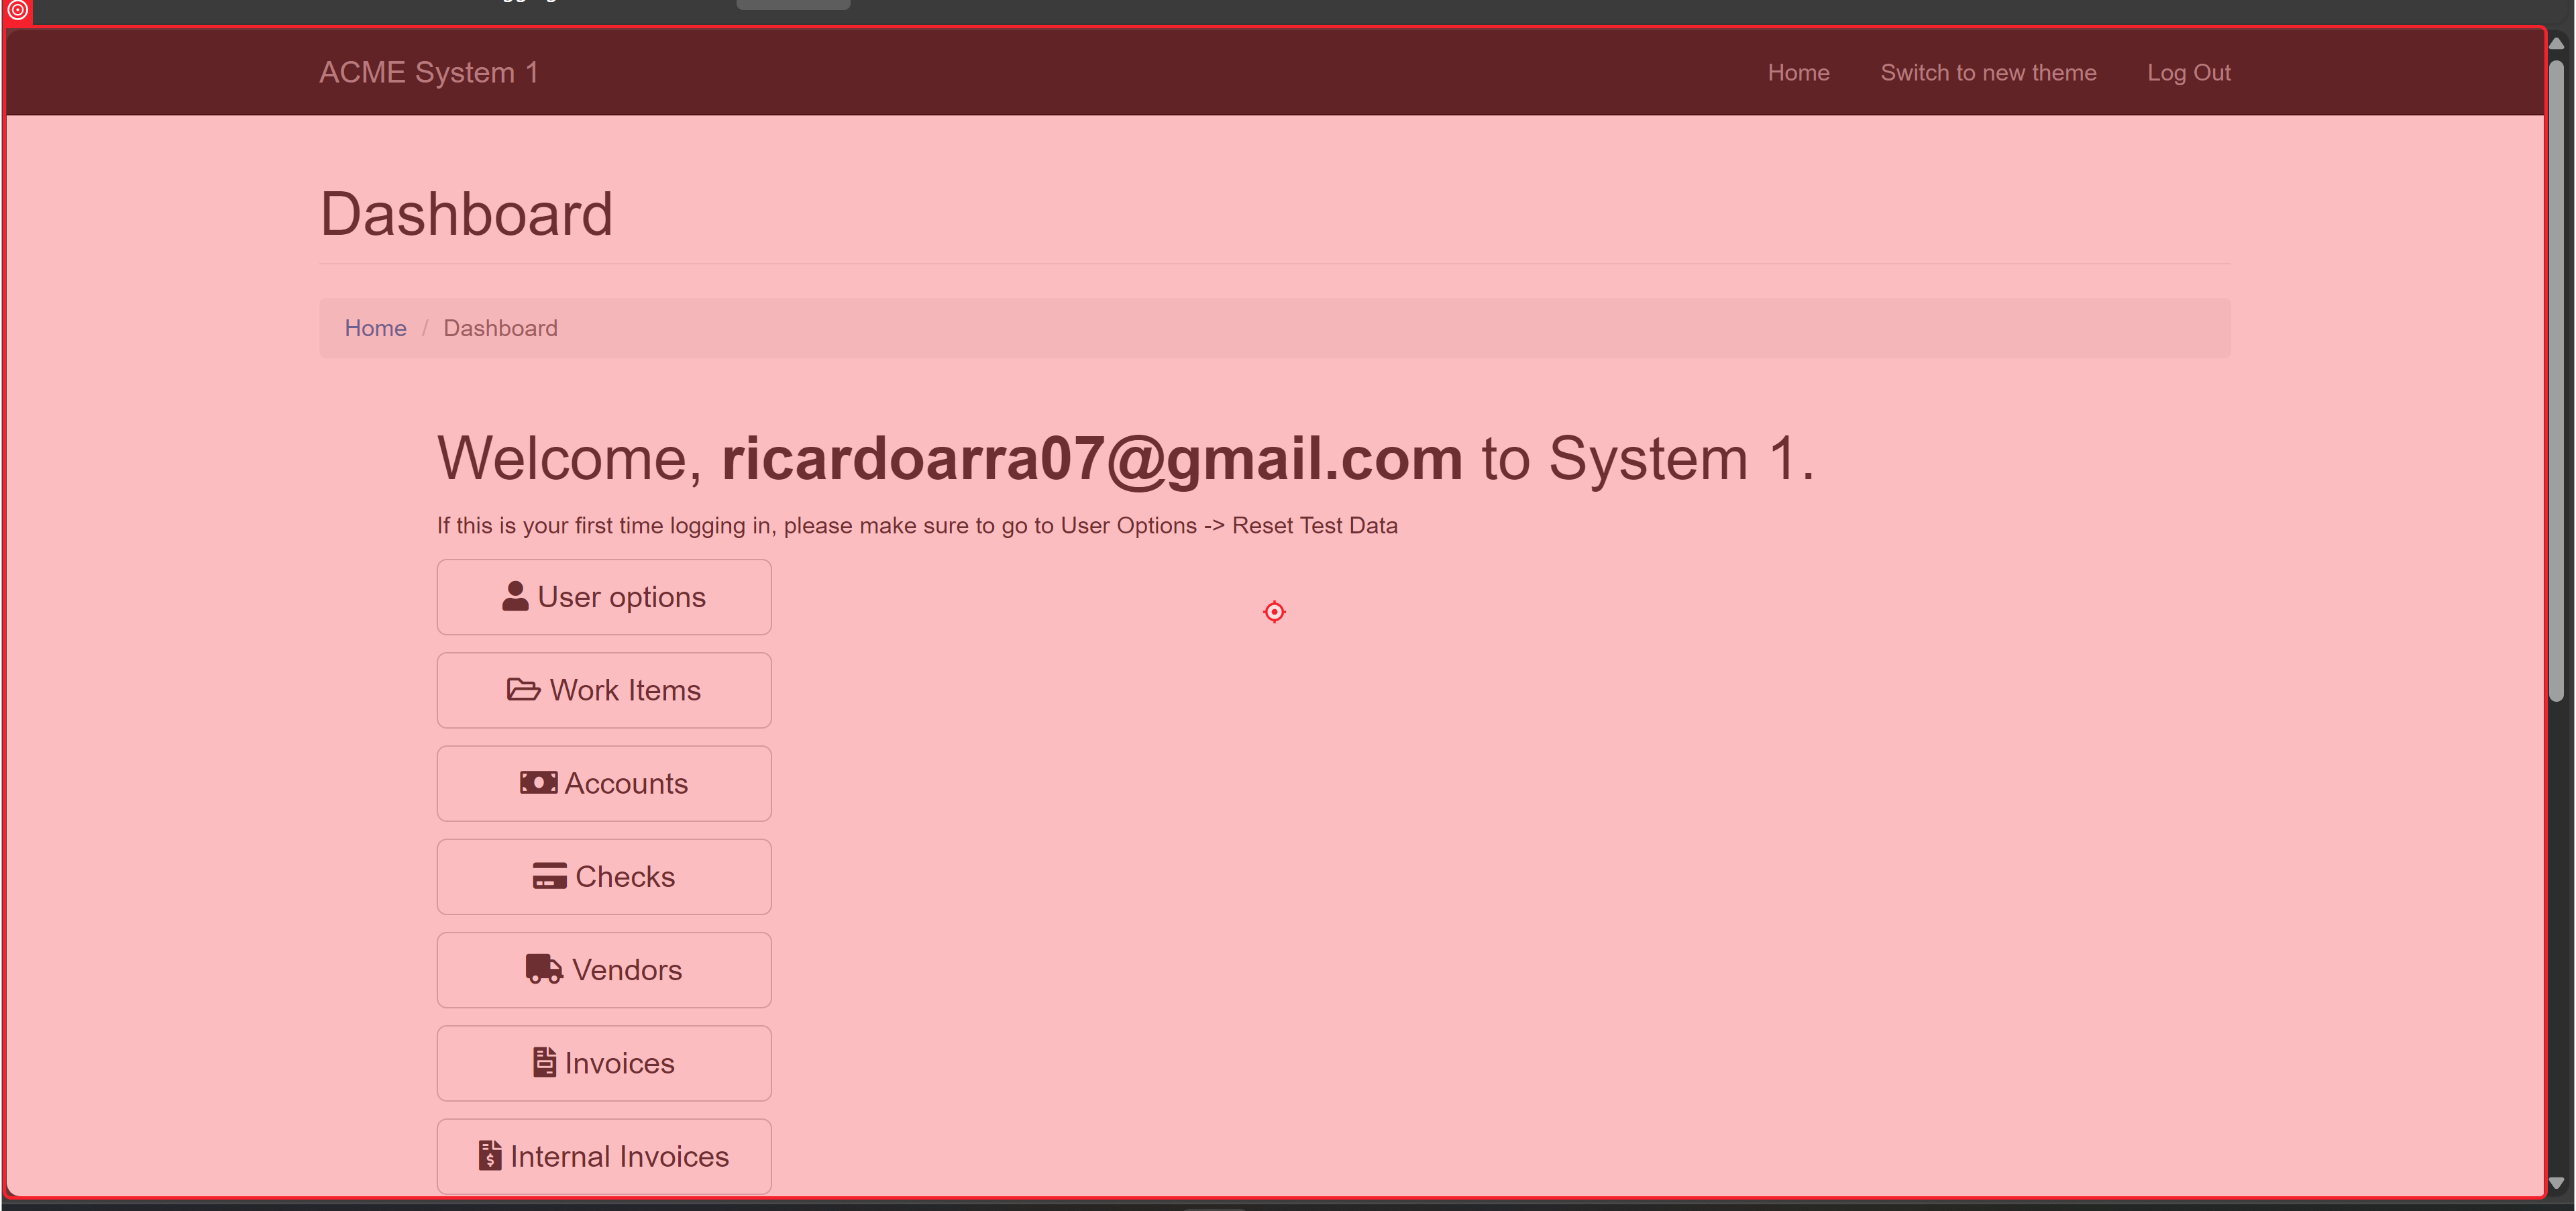 ACME System 1
Home Switch to new theme Log Out
Dashboard
Home / Dashboard
Welcome, ricardoarra07@gmail.com to System 1.
If this is your first time logging in, please make sure to go to User Options -> Reset Test Data
User options
Work Items
Accounts
Checks
Vendors
Invoices
Internal Invoices